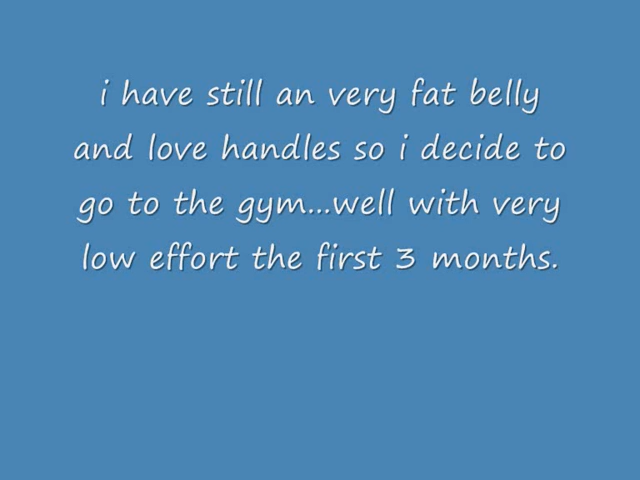 i have still an very fat belly
and love handles so i decide to
go to the gym...well with very
low effort the first 3 months.